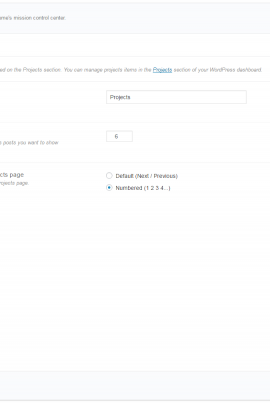 eme's mission control center.
ed on the Projects section. You can manage projects items in the Projects section of your WordPress dashboard.
Projects
6
posts you want to show
cts page
Default (Next / Previous)
rojects page.
Numbered (1 2 3 4...)